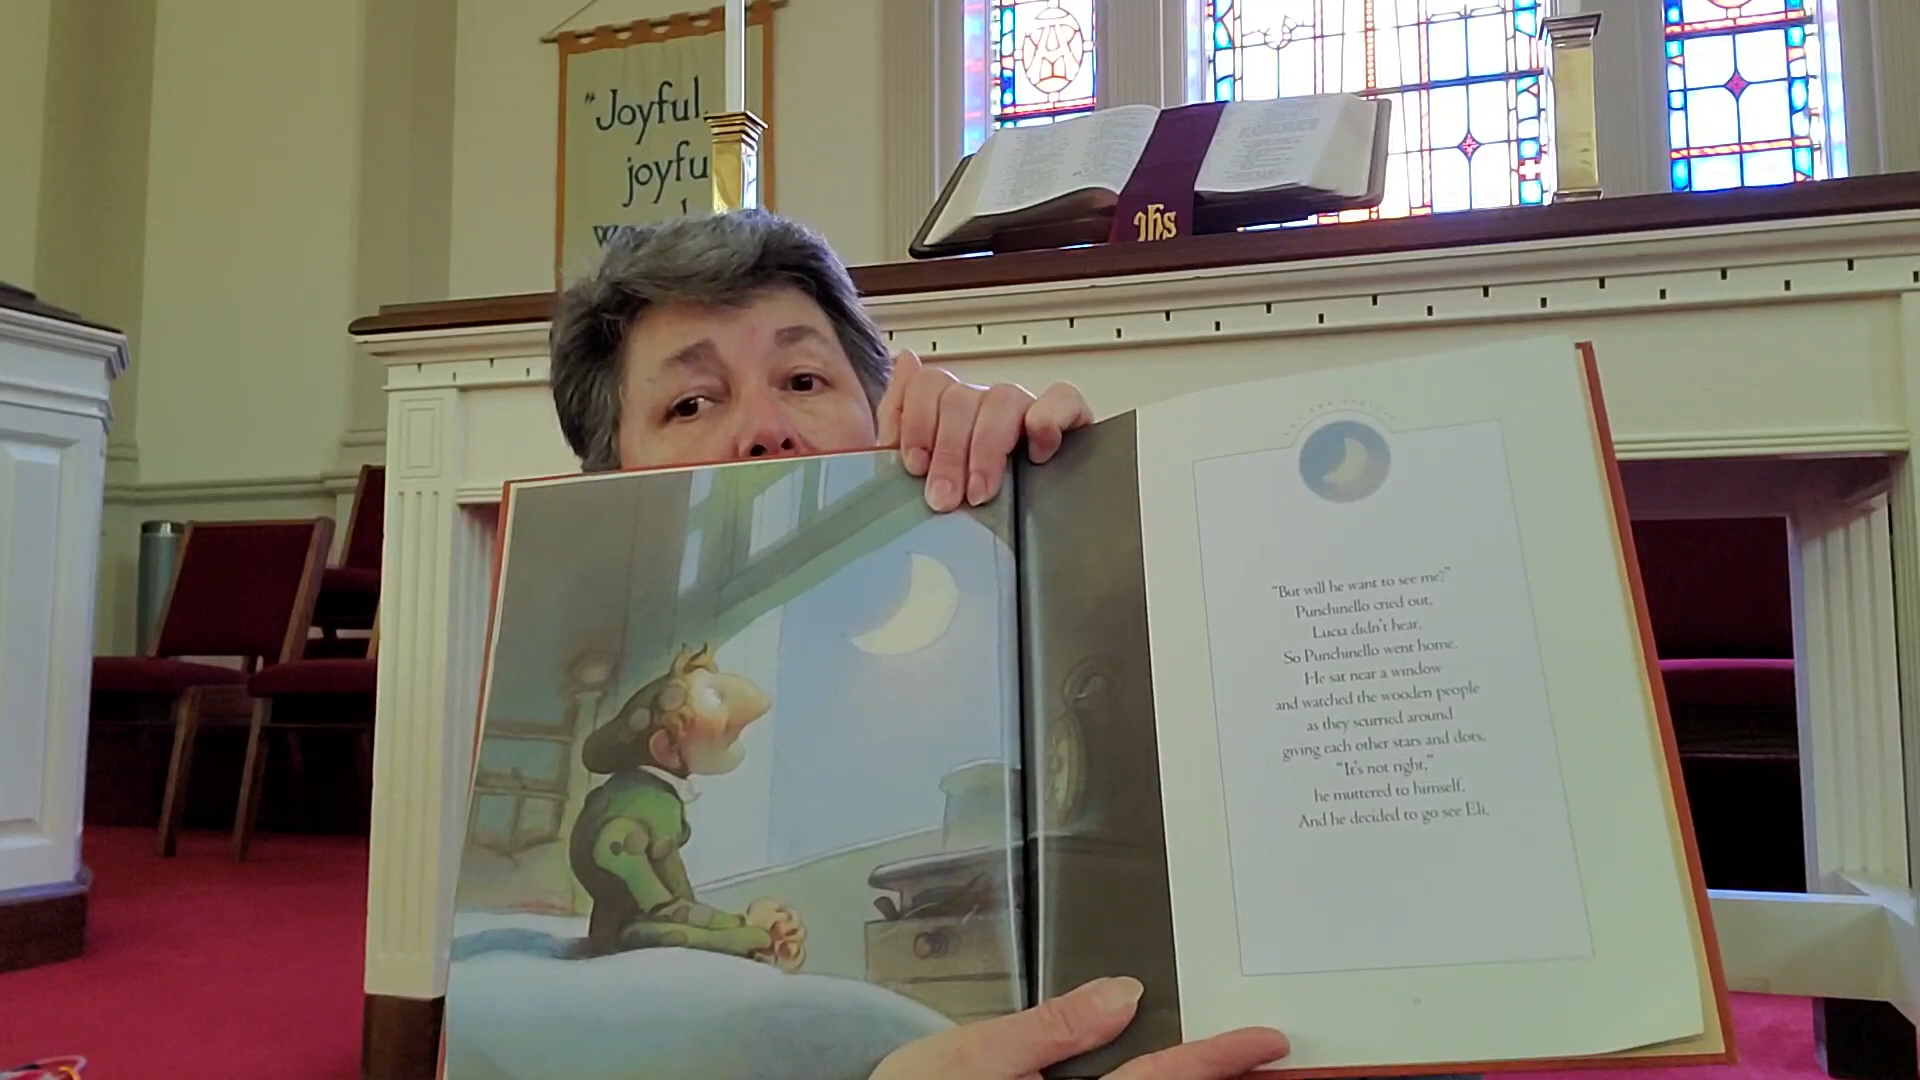 "Joyful,
joyfu
ihs
"But will he want to see me?"
Punchinello cried out.
Lucia didn't hear.
So Punchinello went home.
He sat near a window
and watched the wooden people
as they scurried around
giving each other stars and dots.
"It's not right,"
he muttered to himself.
And he decided to go see Eli.